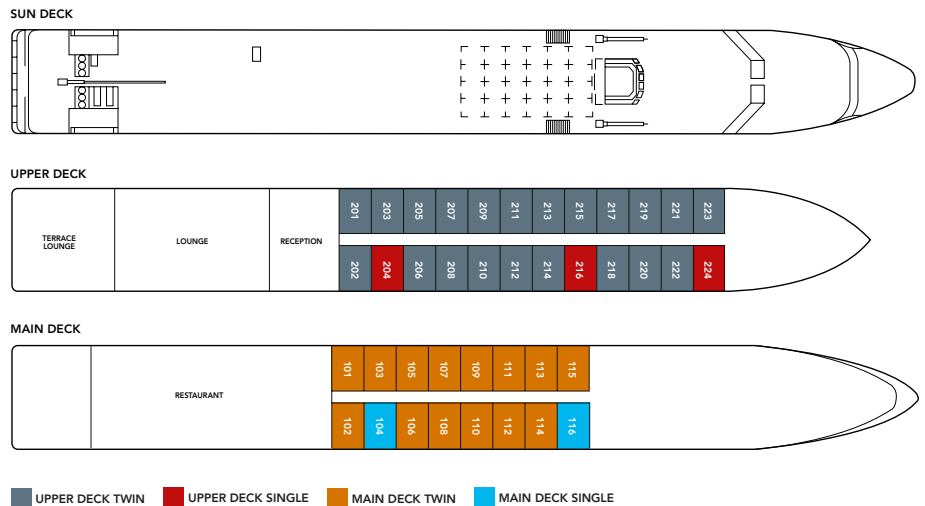 SUN DECK
UPPER DECK
TERRACE
LOUNGE
LOUNGE
RECEPTION
201 203 205 207 209 211 213 215 217 219 221 223
202 204 206 208 210 212 214 216 218 220 222 224
MAIN DECK
RESTAURANT
101 103 105 107 109 111 113 115
102 104 106 108 110 112 114 116
UPPER DECK TWIN UPPER DECK SINGLE MAIN DECK TWIN MAIN DECK SINGLE